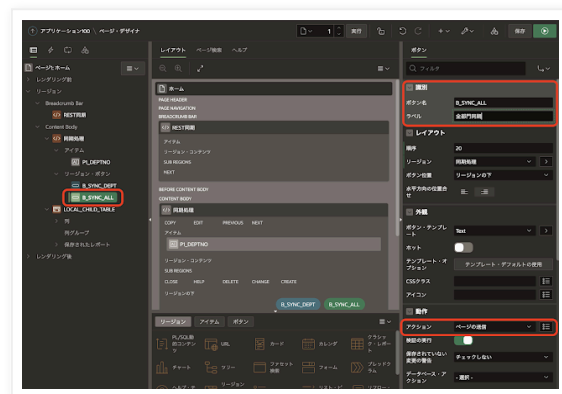 アプリケーション100 \ ページ・デザイナ
1
実行
保存
レイアウト ページ検索 ヘルプ
ボタン
ページ1: ホーム
レンダリング前
リージョン
Breadcrumb Bar
REST同期
Content Body
同期処理
アイテム
P1_DEPTNO
リージョン・ボタン
B_SYNC_DEPT
B_SYNC_ALL
LOCAL_CHILD_TABLE
列
列グループ
保存されたレポート
レンダリング後
ホーム
PAGE HEADER
PAGE NAVIGATION
BREADCRUMB BAR
REST同期
アイテム
リージョン・コンテンツ
SUB REGIONS
NEXT
BEFORE CONTENT BODY
CONTENT BODY
同期処理
COPY EDIT PREVIOUS NEXT
P1_DEPTNO
リージョン・コンテンツ
SUB REGIONS
CLOSE HELP DELETE CHANGE CREATE
リージョンの下
B_SYNC_DEPT B_SYNC_ALL
リージョン アイテム ボタン
PL/SQL動的コンテンツ
URL
カード
カレンダ
クラシック・レポート
チャート
ツリー
ファセット検索
フォーム
ブレッドクラム
フィルタ
識別
ボタン名 B_SYNC_ALL
ラベル 全部門同期
レイアウト
順序 20
リージョン 同期処理
ボタン位置 リージョンの下
水平方向の位置合せ
外観
ボタン・テンプレート Text
ホット
テンプレート・オプション テンプレート・デフォルトの使用
CSSクラス
アイコン
動作
アクション ページの送信
検証の実行
保存されていない変更の警告 チェックしない
データベース・アクション - 選択 -